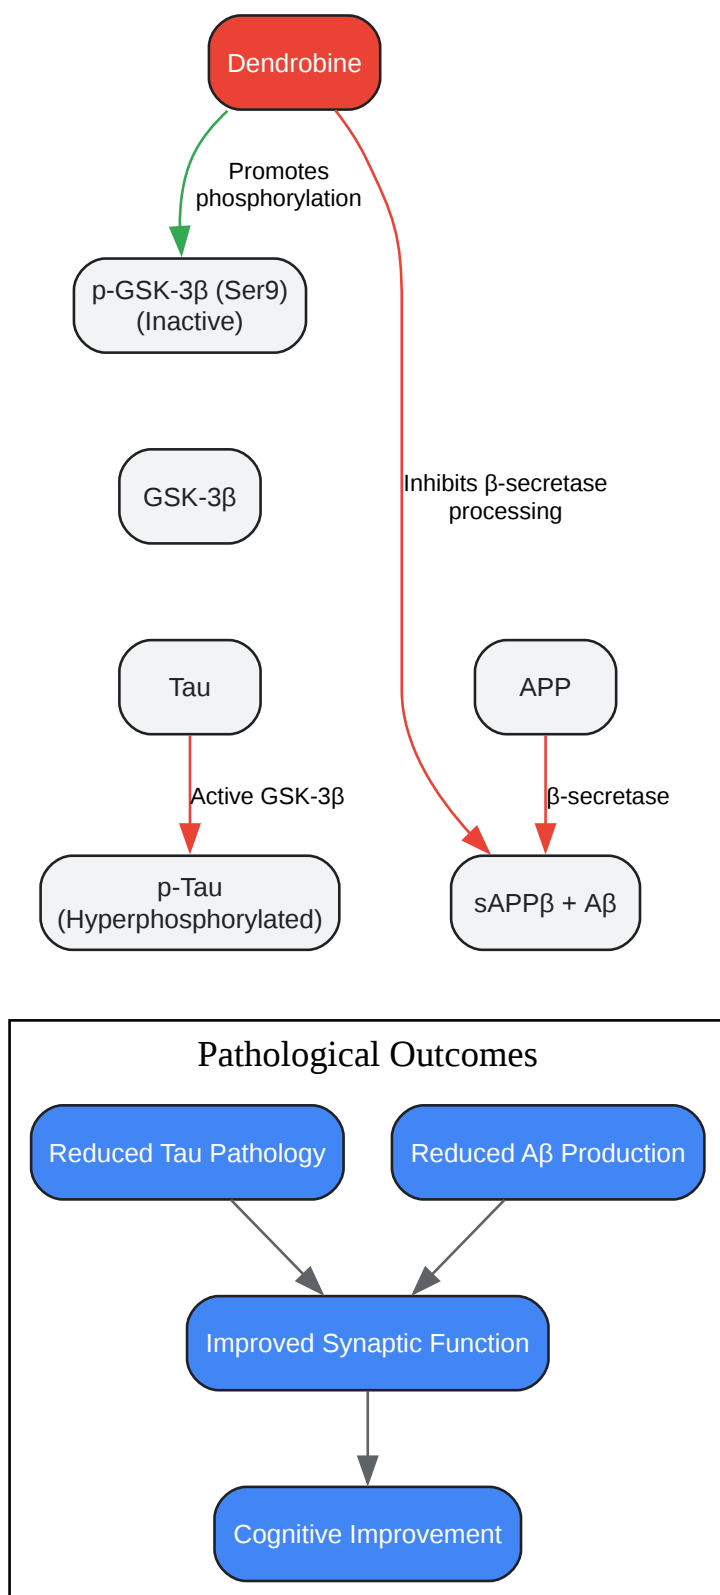 Dendrobine
Promotes
phosphorylation
p-GSK-3β (Ser9)
(Inactive)
GSK-3β
Inhibits β-secretase
processing
Tau
APP
Active GSK-3β
β-secretase
p-Tau
(Hyperphosphorylated)
sAPPβ + Aβ
Pathological Outcomes
Reduced Tau Pathology
Reduced Aβ Production
Improved Synaptic Function
Cognitive Improvement